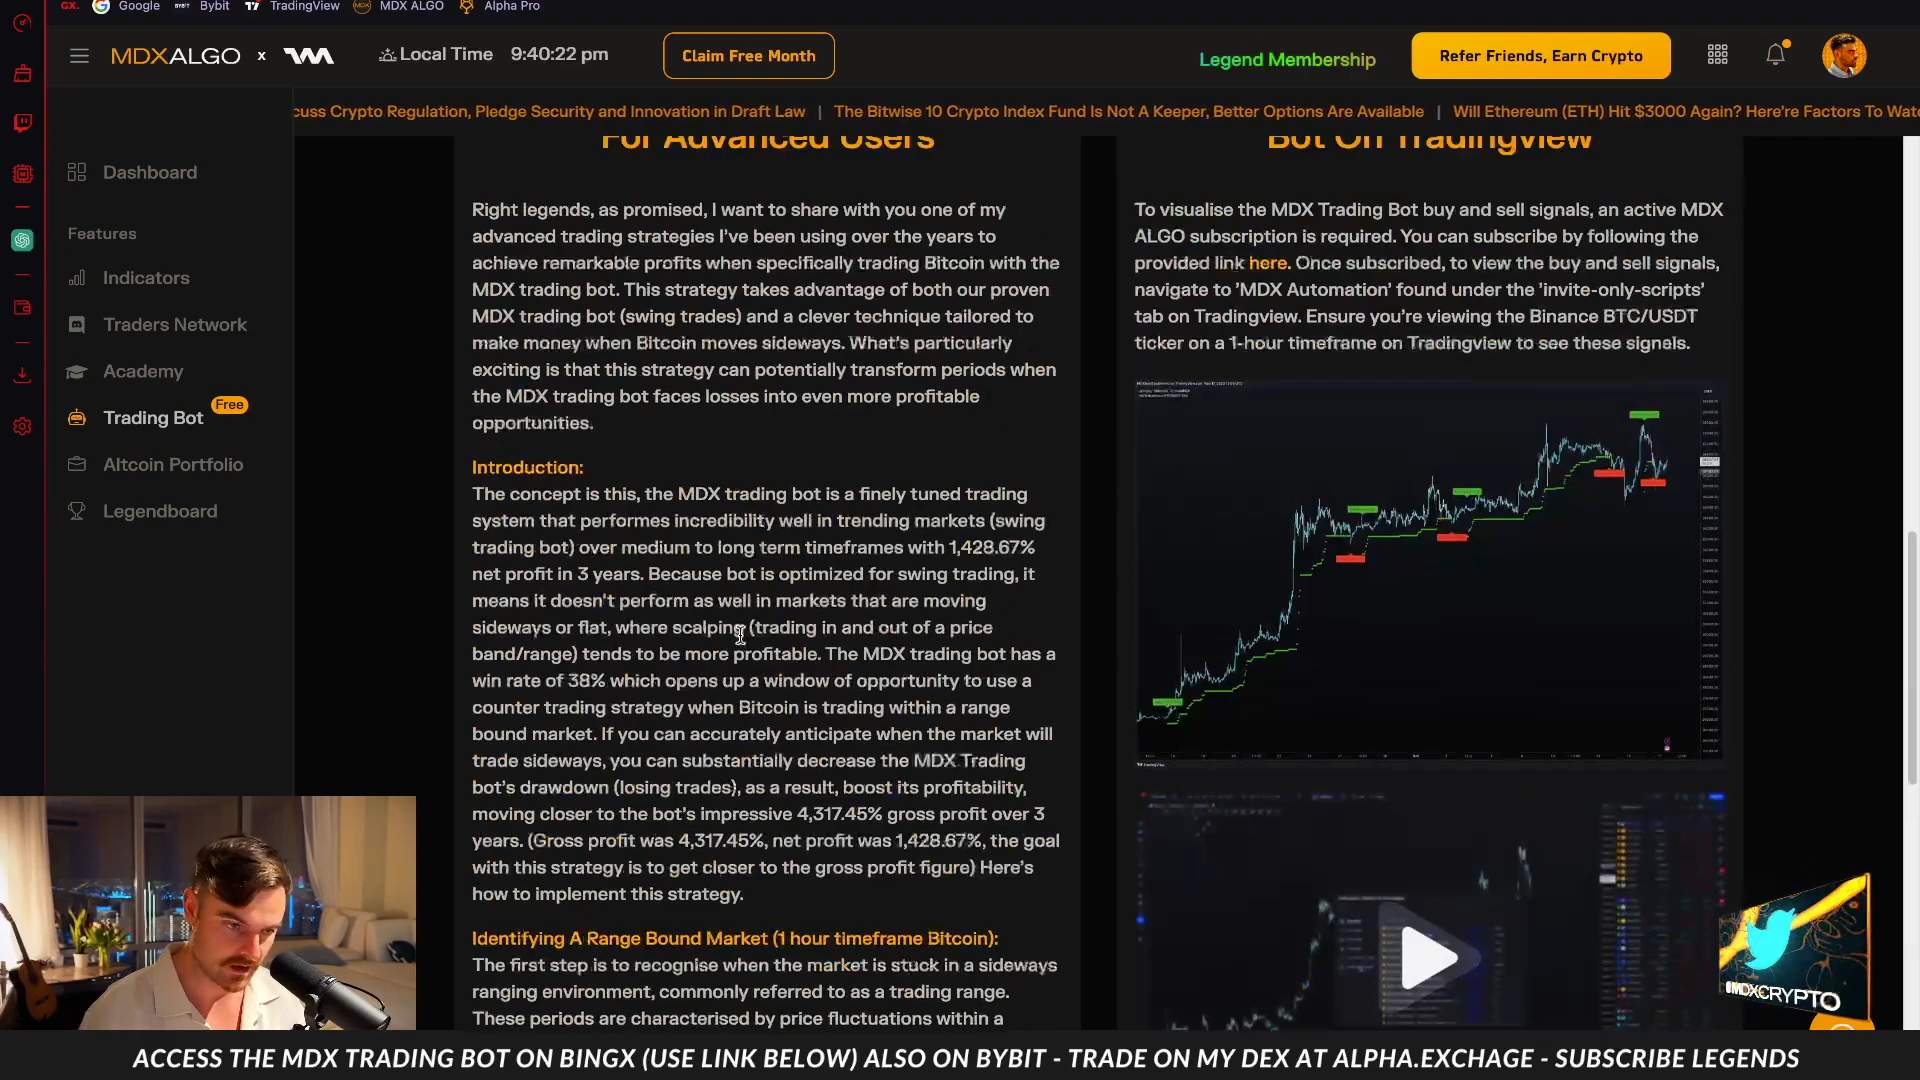 GX.
Google
Bybit
TradingView
MDX ALGO
Alpha Pro
MDXALGO x
Local Time 9:40:22 pm
Claim Free Month
Legend Membership
Refer Friends, Earn Crypto
cuss Crypto Regulation, Pledge Security and Innovation in Draft Law | The Bitwise 10 Crypto Index Fund Is Not A Keeper, Better Options Are Available | Will Ethereum (ETH) Hit $3000 Again? Here're Factors To Wat
Dashboard
Features
Indicators
Traders Network
Academy
Trading Bot Free
Altcoin Portfolio
Legendboard
For Advanced Users
Right legends, as promised, I want to share with you one of my
advanced trading strategies I've been using over the years to
achieve remarkable profits when specifically trading Bitcoin with the
MDX trading bot. This strategy takes advantage of both our proven
MDX trading bot (swing trades) and a clever technique tailored to
make money when Bitcoin moves sideways. What's particularly
exciting is that this strategy can potentially transform periods when
the MDX trading bot faces losses into even more profitable
opportunities.
Introduction:
The concept is this, the MDX trading bot is a finely tuned trading
system that performes incredibility well in trending markets (swing
trading bot) over medium to long term timeframes with 1,428.67%
net profit in 3 years. Because bot is optimized for swing trading, it
means it doesn't perform as well in markets that are moving
sideways or flat, where scalping (trading in and out of a price
band/range) tends to be more profitable. The MDX trading bot has a
win rate of 38% which opens up a window of opportunity to use a
counter trading strategy when Bitcoin is trading within a range
bound market. If you can accurately anticipate when the market will
trade sideways, you can substantially decrease the MDX Trading
bot's drawdown (losing trades), as a result, boost its profitability,
moving closer to the bot's impressive 4,317.45% gross profit over 3
years. (Gross profit was 4,317.45%, net profit was 1,428.67%, the goal
with this strategy is to get closer to the gross profit figure) Here's
how to implement this strategy.
Identifying A Range Bound Market (1 hour timeframe Bitcoin):
The first step is to recognise when the market is stuck in a sideways
ranging environment, commonly referred to as a trading range.
These periods are characterised by price fluctuations within a
Bot On TradingView
To visualise the MDX Trading Bot buy and sell signals, an active MDX
ALGO subscription is required. You can subscribe by following the
provided link here. Once subscribed, to view the buy and sell signals,
navigate to 'MDX Automation' found under the 'invite-only-scripts'
tab on Tradingview. Ensure you're viewing the Binance BTC/USDT
ticker on a 1-hour timeframe on Tradingview to see these signals.
@MDXCRYPTO
ACCESS THE MDX TRADING BOT ON BINGX (USE LINK BELOW) ALSO ON BYBIT - TRADE ON MY DEX AT ALPHA.EXCHAGE - SUBSCRIBE LEGENDS